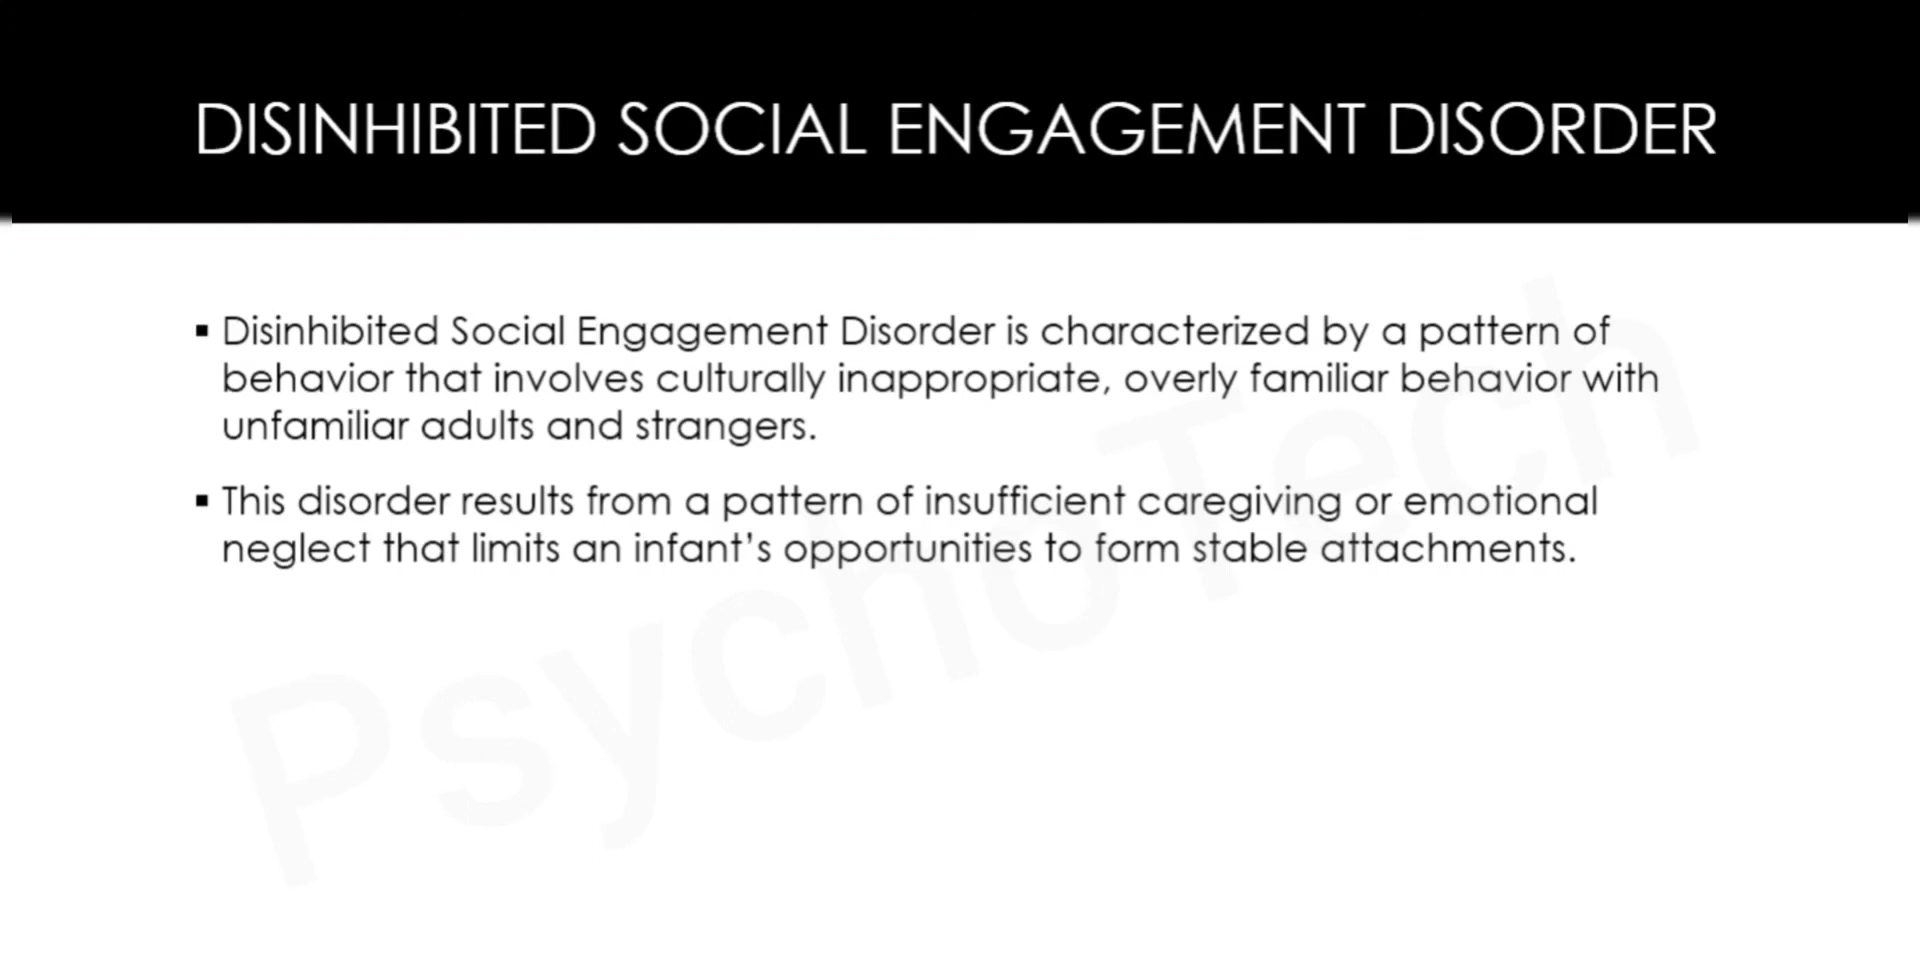 DISINHIBITED SOCIAL ENGAGEMENT DISORDER
▪ Disinhibited Social Engagement Disorder is characterized by a pattern of
behavior that involves culturally inappropriate, overly familiar behavior with
unfamiliar adults and strangers.
▪ This disorder results from a pattern of insufficient caregiving or emotional
neglect that limits an infant’s opportunities to form stable attachments.
PsychoTech